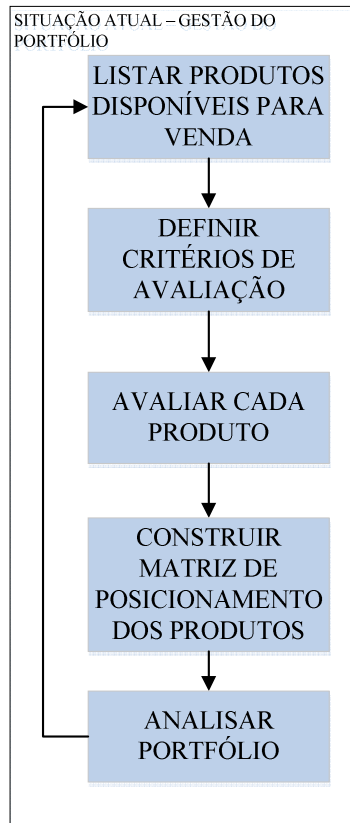 SITUAÇÃO ATUAL – GESTÃO DO
PORTFÓLIO
LISTAR PRODUTOS
DISPONÍVEIS PARA
VENDA
DEFINIR
CRITÉRIOS DE
AVALIAÇÃO
AVALIAR CADA
PRODUTO
CONSTRUIR
MATRIZ DE
POSICIONAMENTO
DOS PRODUTOS
ANALISAR
PORTFÓLIO